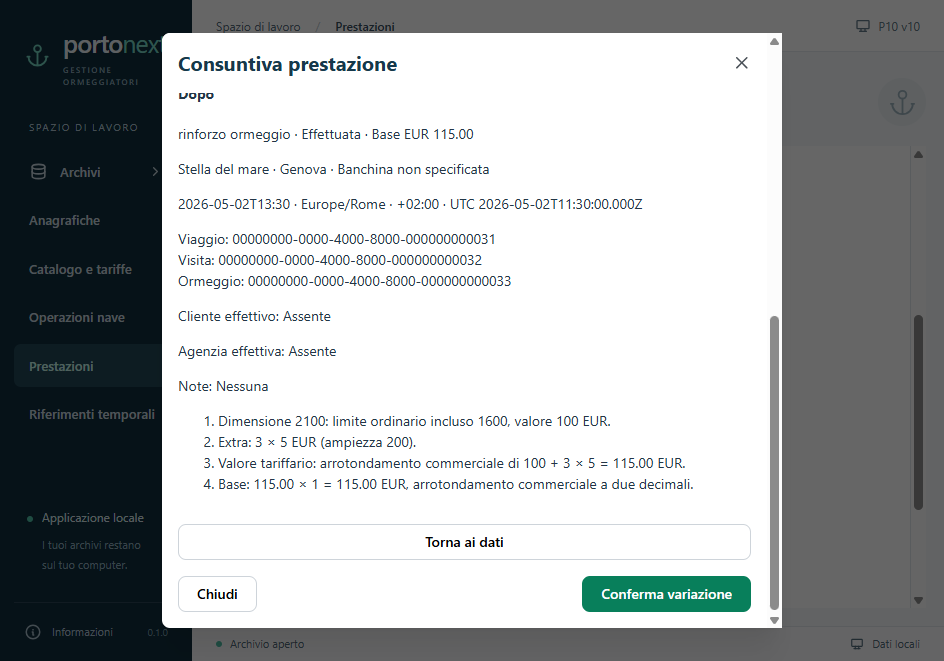 portonext
GESTIONE
ORMEGGIATORI
SPAZIO DI LAVORO
Archivi
Anagrafiche
Catalogo e tariffe
Operazioni nave
Prestazioni
Riferimenti temporali
Applicazione locale
I tuoi archivi restano
sul tuo computer.
Informazioni 0.1.0
Spazio di lavoro / Prestazioni
P10 v10
Consuntiva prestazione
Dopo
rinforzo ormeggio · Effettuata · Base EUR 115.00
Stella del mare · Genova · Banchina non specificata
2026-05-02T13:30 · Europe/Rome · +02:00 · UTC 2026-05-02T11:30:00.000Z
Viaggio: 00000000-0000-4000-8000-000000000031
Visita: 00000000-0000-4000-8000-000000000032
Ormeggio: 00000000-0000-4000-8000-000000000033
Cliente effettivo: Assente
Agenzia effettiva: Assente
Note: Nessuna
1. Dimensione 2100: limite ordinario incluso 1600, valore 100 EUR.
2. Extra: 3 × 5 EUR (ampiezza 200).
3. Valore tariffario: arrotondamento commerciale di 100 + 3 × 5 = 115.00 EUR.
4. Base: 115.00 × 1 = 115.00 EUR, arrotondamento commerciale a due decimali.
Torna ai dati
Chiudi
Conferma variazione
Archivio aperto
Dati locali